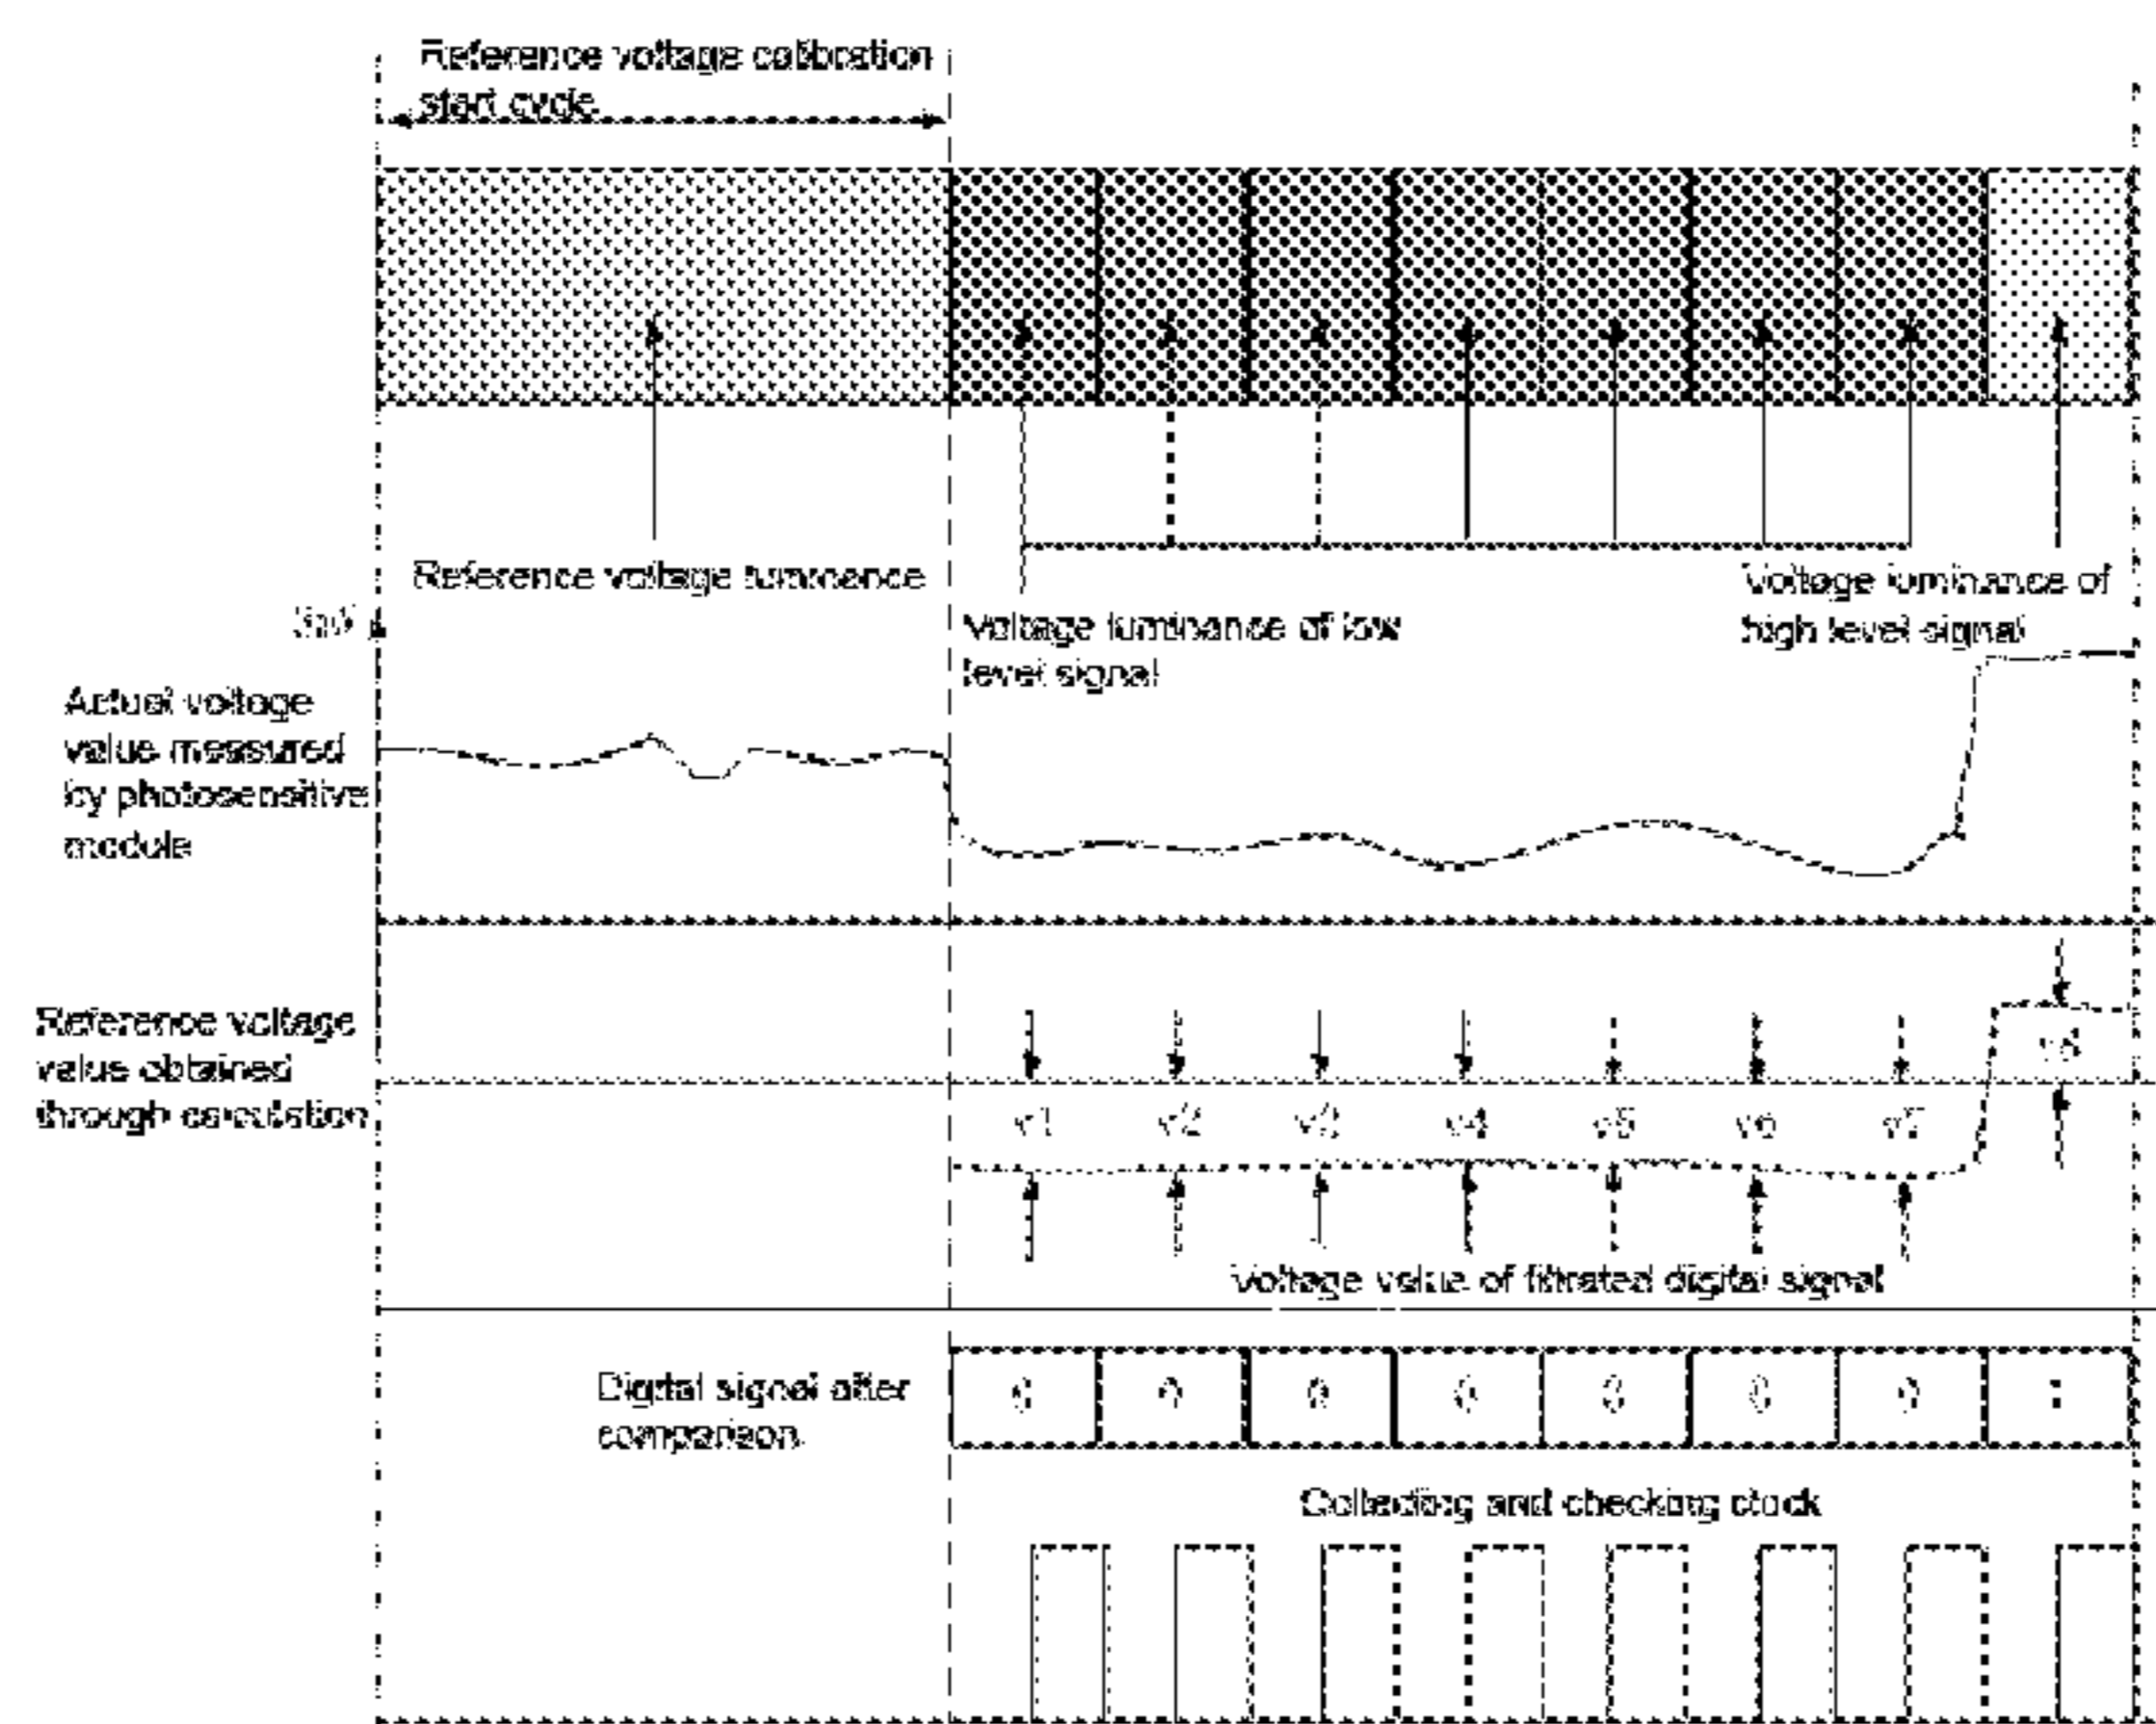 Reference voltage calibration
start cycle
Reference voltage luminance
Voltage luminance of low
level signal
Voltage luminance of
high level signal
Actual voltage
value measured
by photosensitive
module
Reference voltage
value obtained
through calculation
v1 v2 v3 v4 v5 v6 v7 v8
Voltage value of filtrated digital signal
Digital signal after
comparison
0 0 0 0 0 0 0 1
Collecting and checking clock